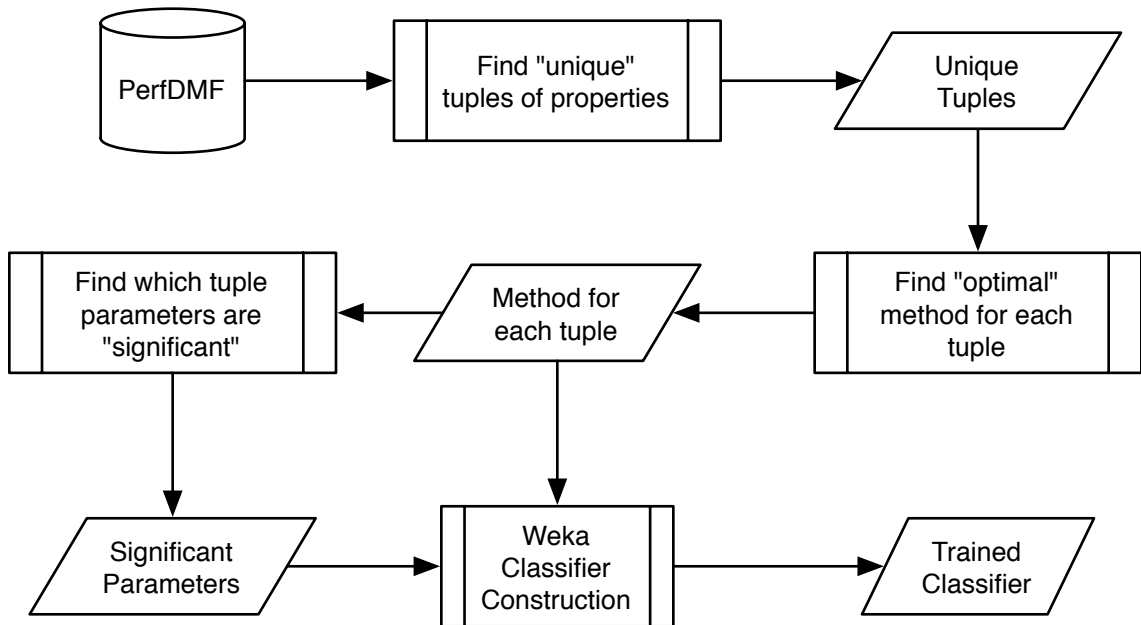 PerfDMF
Find "unique"
tuples of properties
Unique
Tuples
Find which tuple
parameters are
"significant"
Method for
each tuple
Find "optimal"
method for each
tuple
Significant
Parameters
Weka
Classifier
Construction
Trained
Classifier